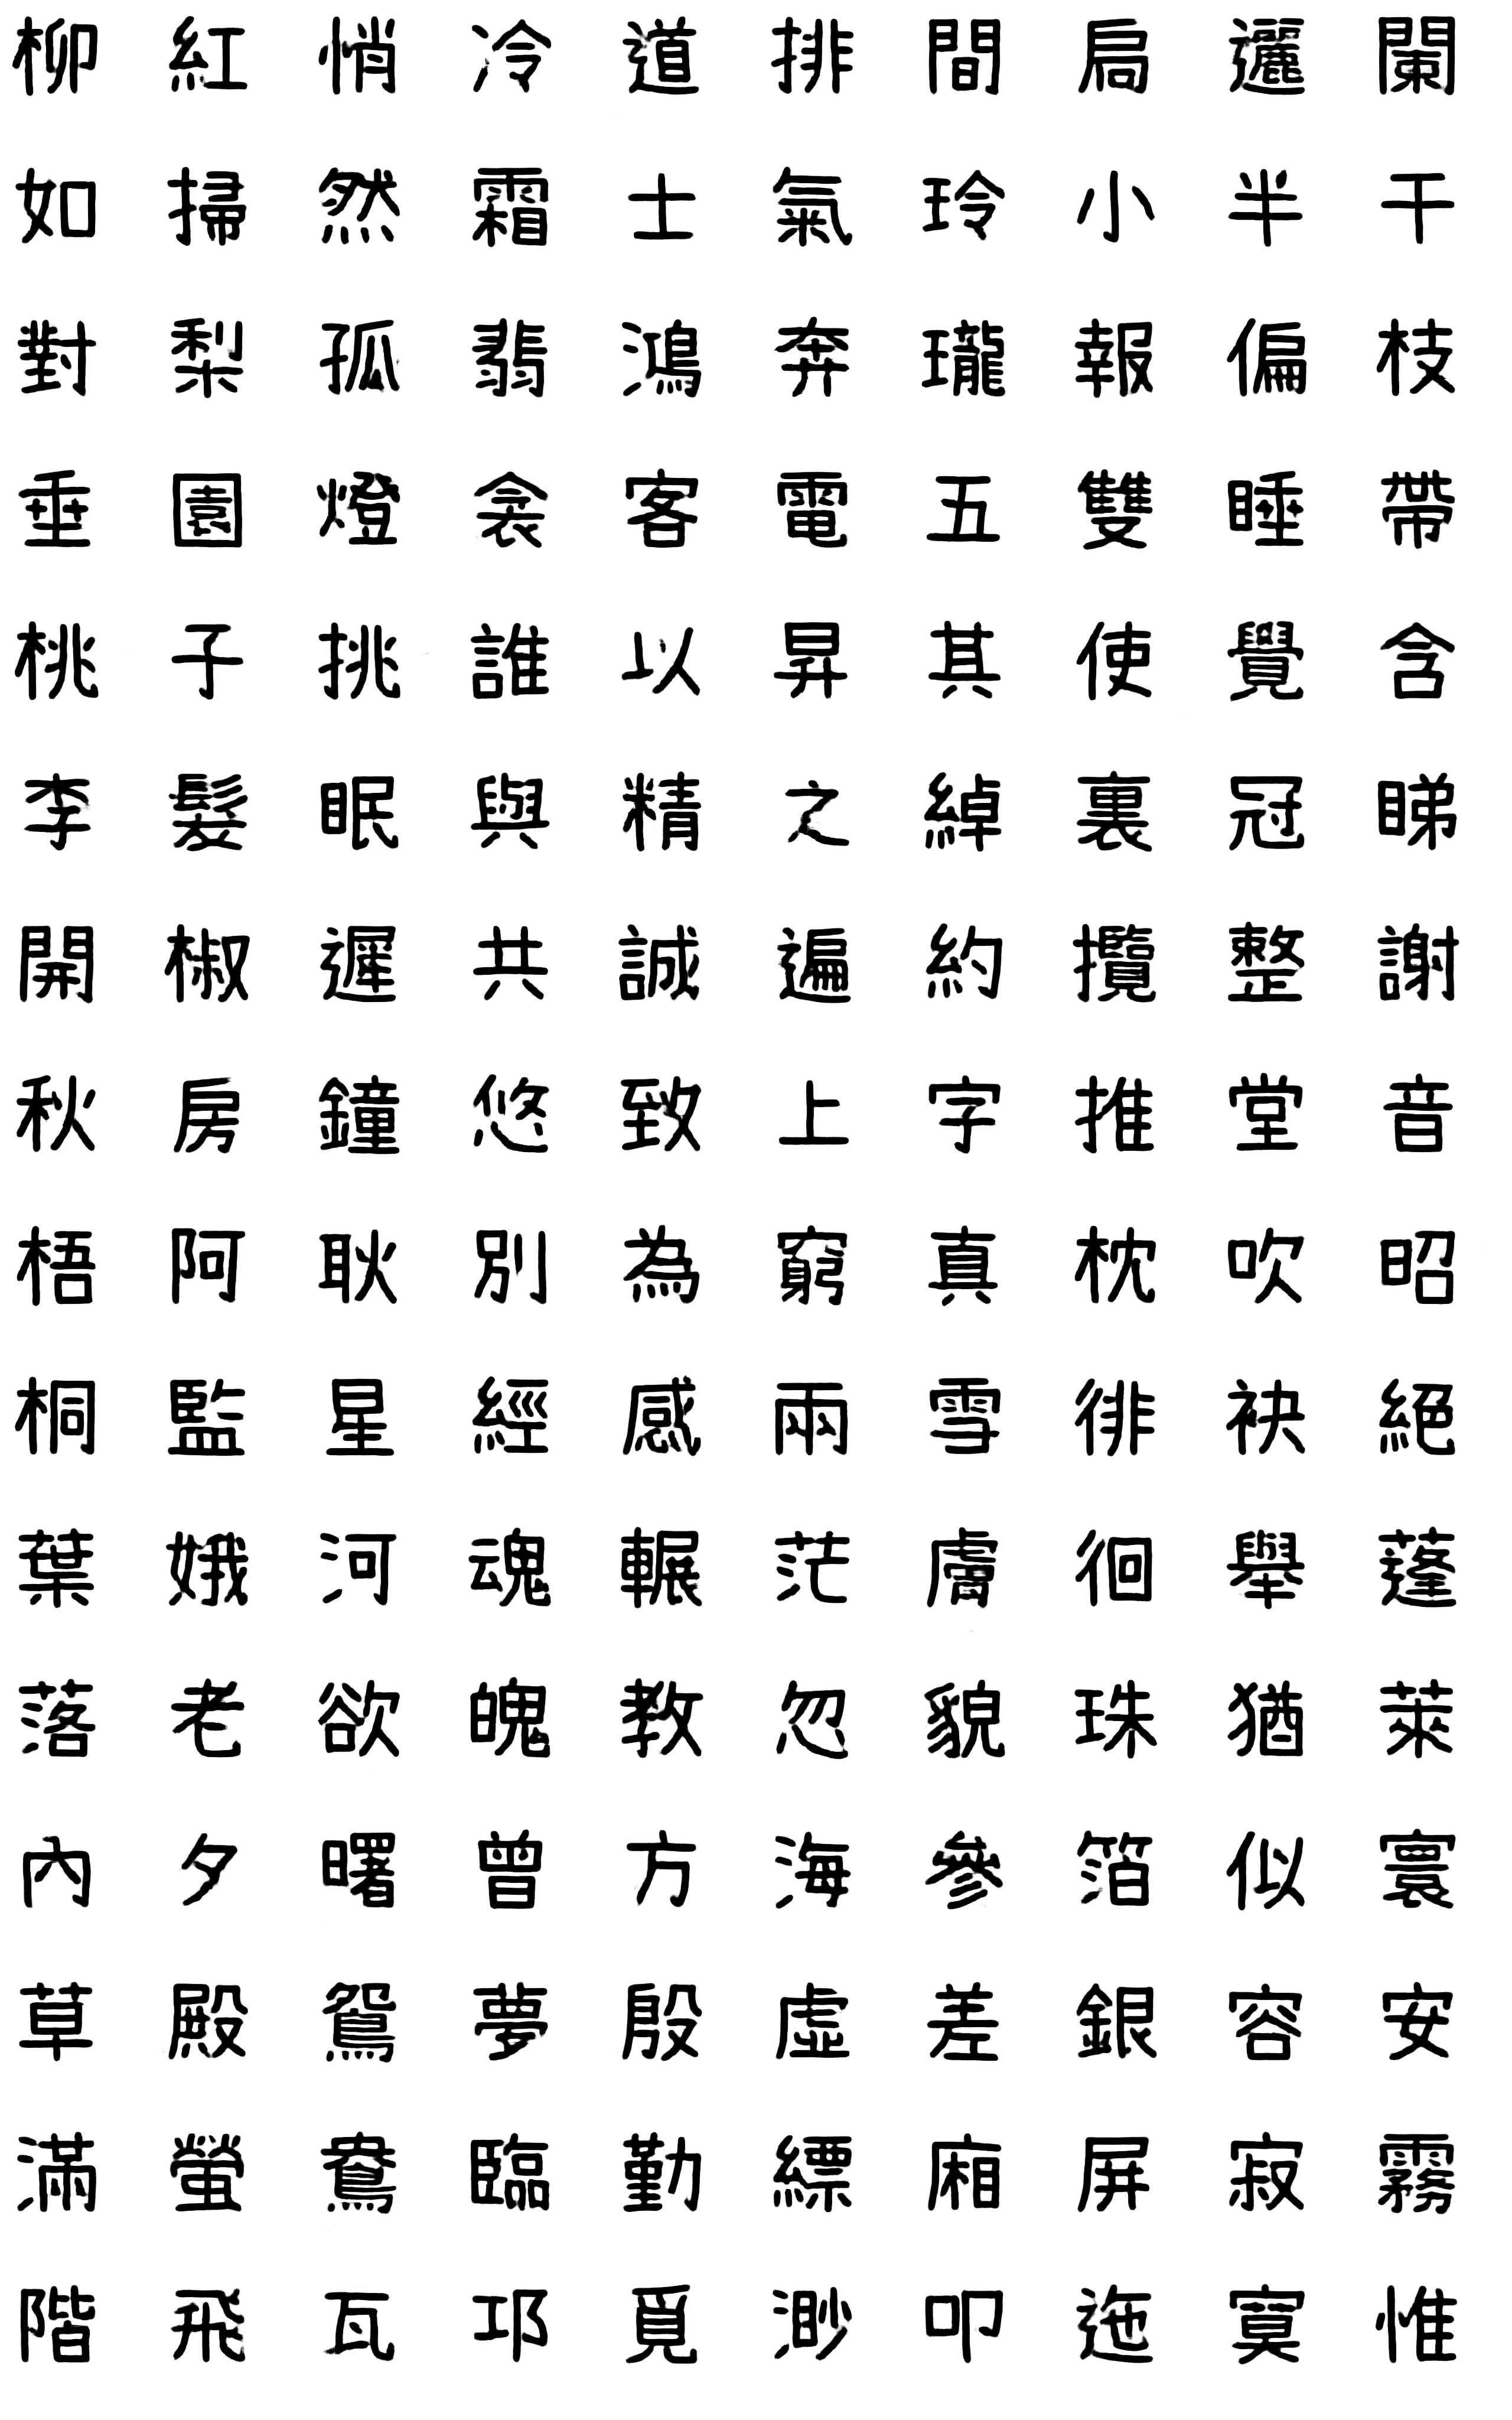 柳如對垂桃李開秋梧桐葉落內草滿階
紅掃梨園子髮椒房阿監娥老夕殿螢飛
悄然孤燈挑眠遲鐘耿星河欲曙鴛鴦瓦
冷霜翡衾誰與共悠別經魂魄曾夢臨邛
道士鴻客以精誠致為感輾教方殷勤覓
排氣奔電昇之遍上窮兩茫忽海虛縹渺
間玲瓏五其綽約字真雪膚貌參差廂叩
扃小報雙使裏攬推枕徘徊珠箔銀屏迤
邐半偏睡覺冠整堂吹袂舉猶似容寂寞
闌干枝帶含睇謝音昭絕蓬萊寰安霧惟